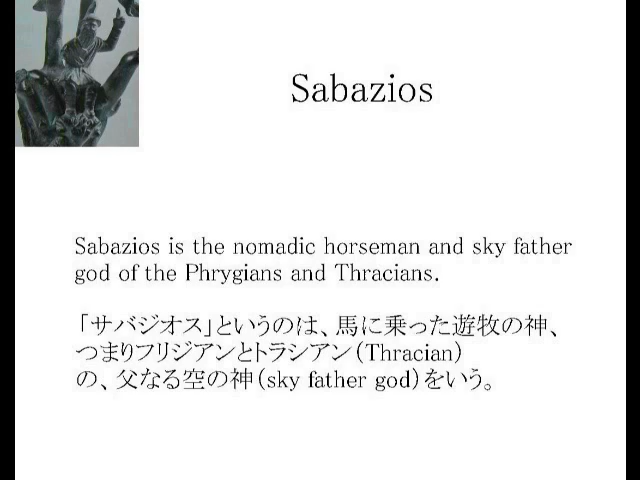 Sabazios
Sabazios is the nomadic horseman and sky father
god of the Phrygians and Thracians.
「サバジオス」というのは、馬に乗った遊牧の神、
つまりフリジアンとトラシアン（Thracian）
の、父なる空の神（sky father god）をいう。